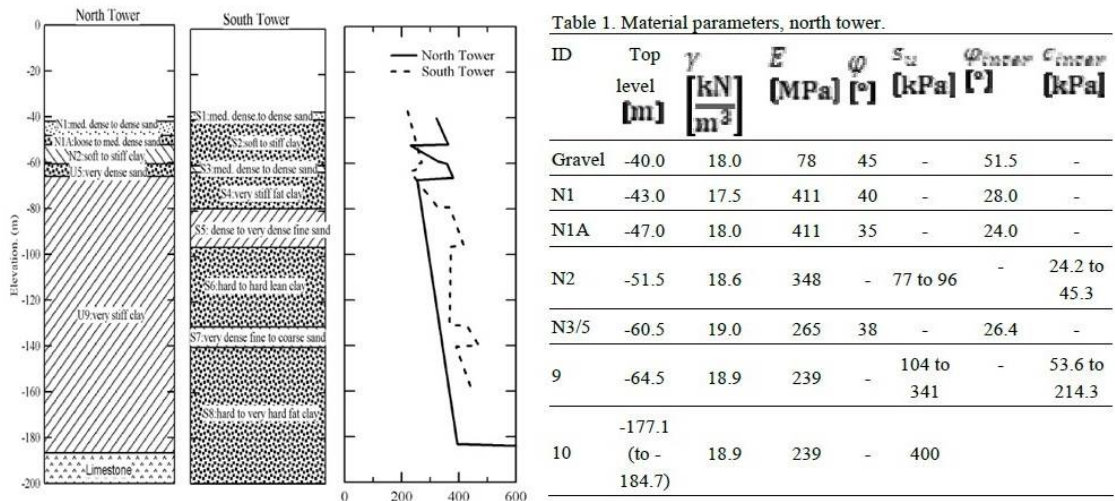 North Tower
South Tower
0
-20
-40
-60
-80
-100
-120
-140
-160
-180
-200
Elevation. (m)
N1:med. dense to dense sand
N1A:loose to med. dense sand
N2:soft to stiff clay
U5:very dense sand
U9:very stiff clay
Limestone
S1:med. dense.to dense sand
S2:soft to stiff clay
S3:med. dense to dense sand
S4:very stiff fat clay
S5: dense to very dense fine sand
S6:hard to hard lean clay
S7:very dense fine to coarse sand
S8:hard to very hard fat clay
North Tower
South Tower
0 200 400 600
Table 1. Material parameters, north tower.
ID Top level [m] γ [kN/m³] E [MPa] φ [°] s_u [kPa] φ_inter [°] c_inter [kPa]
Gravel -40.0 18.0 78 45 - 51.5 -
N1 -43.0 17.5 411 40 - 28.0 -
N1A -47.0 18.0 411 35 - 24.0 -
N2 -51.5 18.6 348 - 77 to 96 - 24.2 to 45.3
N3/5 -60.5 19.0 265 38 - 26.4 -
9 -64.5 18.9 239 - 104 to 341 - 53.6 to 214.3
10 -177.1 (to -184.7) 18.9 239 - 400